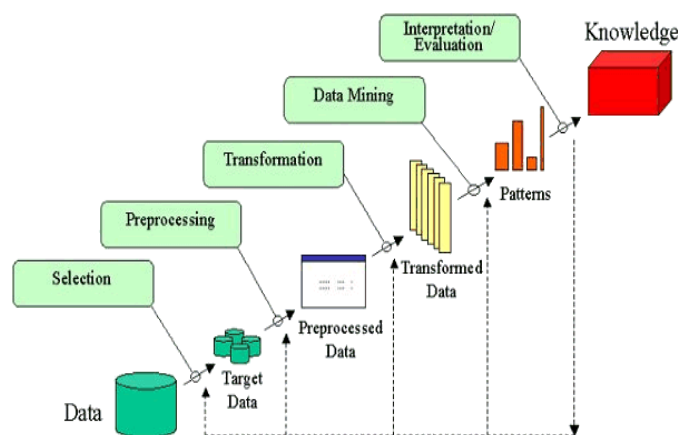 Interpretation/
Evaluation
Knowledge
Data Mining
Transformation
Patterns
Preprocessing
Transformed
Data
Selection
Preprocessed
Data
Target
Data
Data